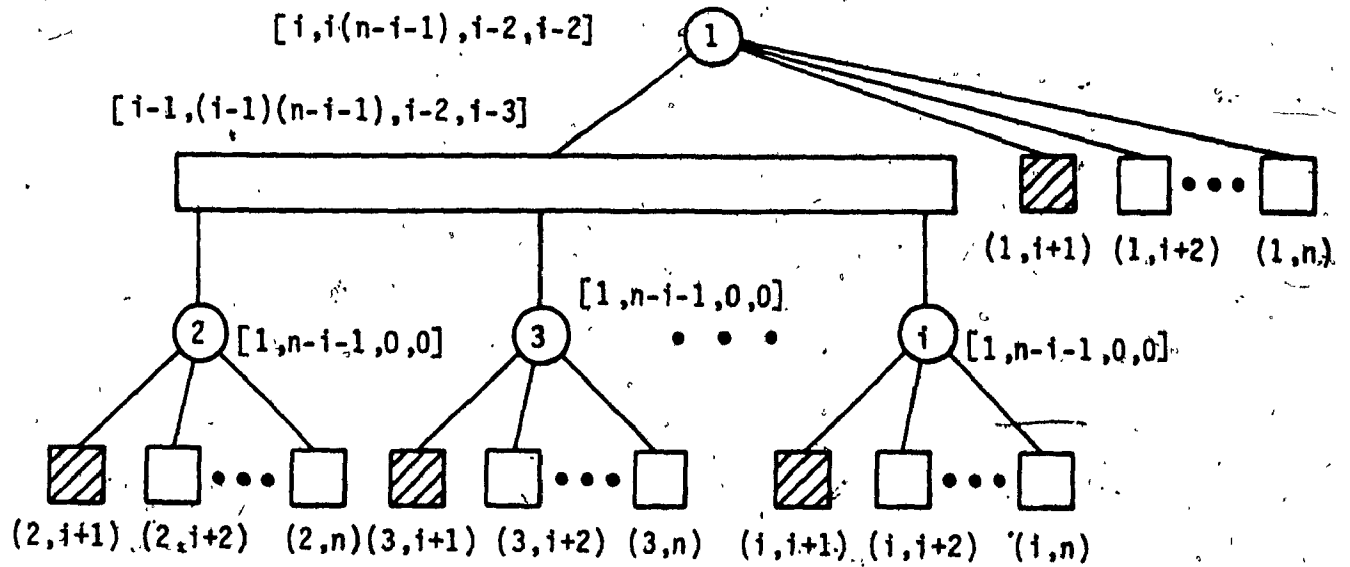 [i,i(n-i-1),i-2,i-2]
1
[i-1,(i-1)(n-i-1),i-2,i-3]
(1,i+1) (1,i+2) (1,n)
[1,n-i-1,0,0]
2 [1,n-i-1,0,0] 3 i [1,n-i-1,0,0]
(2,i+1) (2,i+2) (2,n) (3,i+1) (3,i+2) (3,n) (i,i+1) (i,i+2) (i,n)